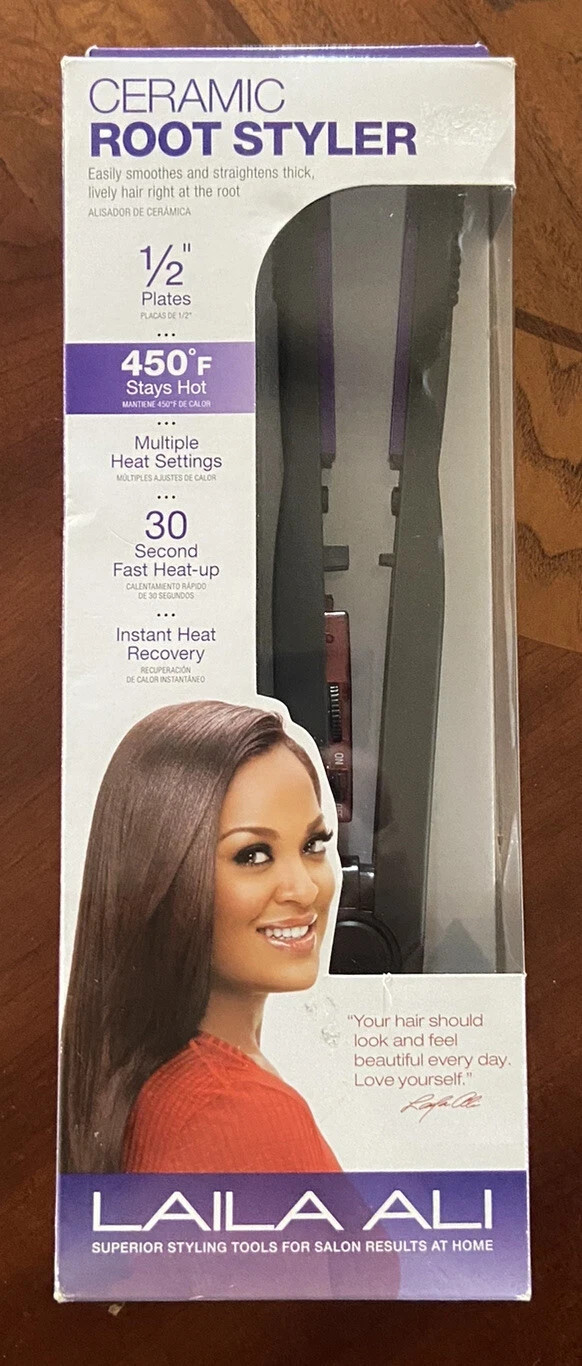 CERAMIC
ROOT STYLER
Easily smoothes and straightens thick,
lively hair right at the root
ALISADOR DE CERÁMICA
1/2"
Plates
PLACAS DE 1/2"
450°F
Stays Hot
MANTIENE 450°F DE CALOR
Multiple
Heat Settings
MÚLTIPLES AJUSTES DE CALOR
30
Second
Fast Heat-up
CALENTAMIENTO RÁPIDO
DE 30 SEGUNDOS
Instant Heat
Recovery
RECUPERACIÓN
DE CALOR INSTANTÁNEO
ON
"Your hair should
look and feel
beautiful every day.
Love yourself."
Laila Ali
LAILA ALI
SUPERIOR STYLING TOOLS FOR SALON RESULTS AT HOME